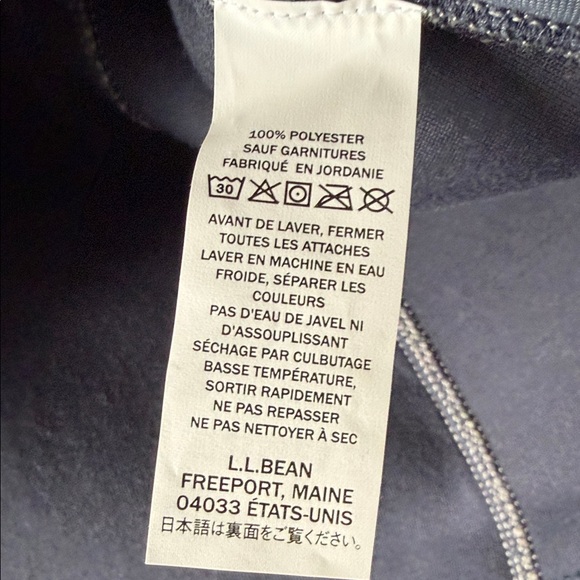 100% POLYESTER
SAUF GARNITURES
FABRIQUÉ EN JORDANIE
30
AVANT DE LAVER, FERMER
TOUTES LES ATTACHES
LAVER EN MACHINE EN EAU
FROIDE, SÉPARER LES
COULEURS
PAS D'EAU DE JAVEL NI
D'ASSOUPLISSANT
SÉCHAGE PAR CULBUTAGE
BASSE TEMPÉRATURE,
SORTIR RAPIDEMENT
NE PAS REPASSER
NE PAS NETTOYER À SEC
L.L.BEAN
FREEPORT, MAINE
04033 ÉTATS-UNIS
日本語は裏面をご覧ください。